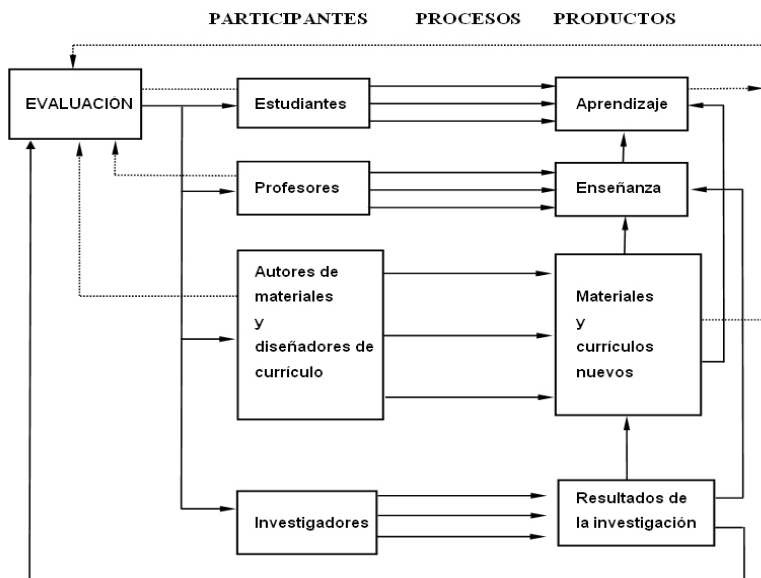 PARTICIPANTES PROCESOS PRODUCTOS
EVALUACIÓN
Estudiantes
Aprendizaje
Profesores
Enseñanza
Autores de
materiales
y
diseñadores de
currículo
Materiales
y
currículos
nuevos
Investigadores
Resultados de
la investigación